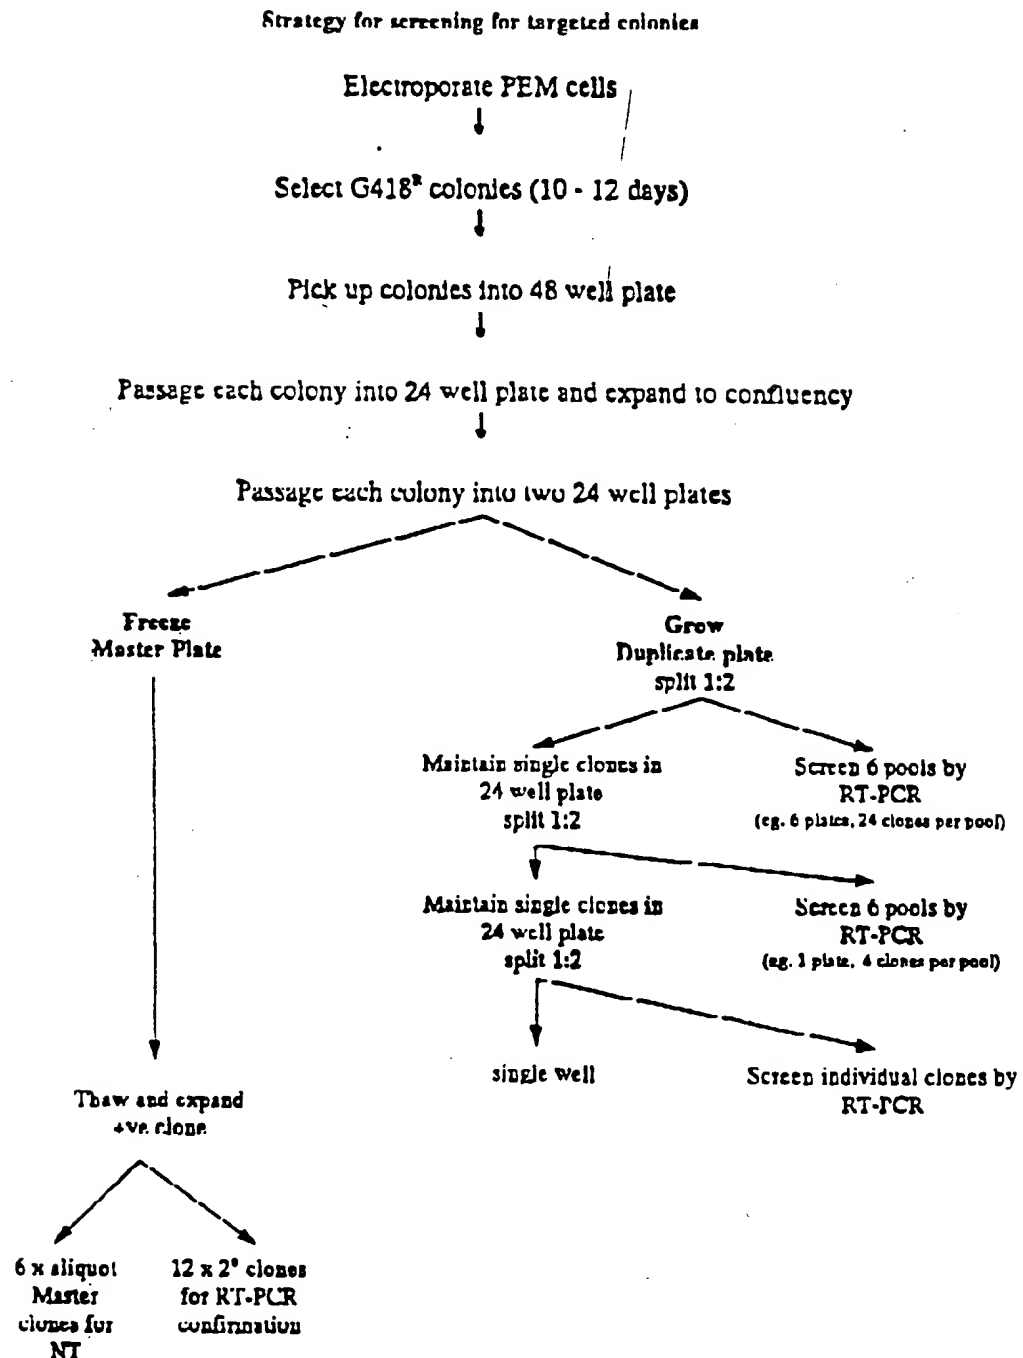 Strategy for screening for targeted colonies
Electroporate PEM cells
Select G418ᴿ colonies (10 - 12 days)
Pick up colonies into 48 well plate
Passage each colony into 24 well plate and expand to confluency
Passage each colony into two 24 well plates
Freeze
Master Plate
Grow
Duplicate plate
split 1:2
Maintain single clones in
24 well plate
split 1:2
Screen 6 pools by
RT-PCR
(eg. 6 plates, 24 clones per pool)
Maintain single clones in
24 well plate
split 1:2
Screen 6 pools by
RT-PCR
(eg. 1 plate, 4 clones per pool)
single well
Screen individual clones by
RT-PCR
Thaw and expand
+ve clone
6 x aliquot
Master
clones for
NT
12 x 2° clones
for RT-PCR
confirmation